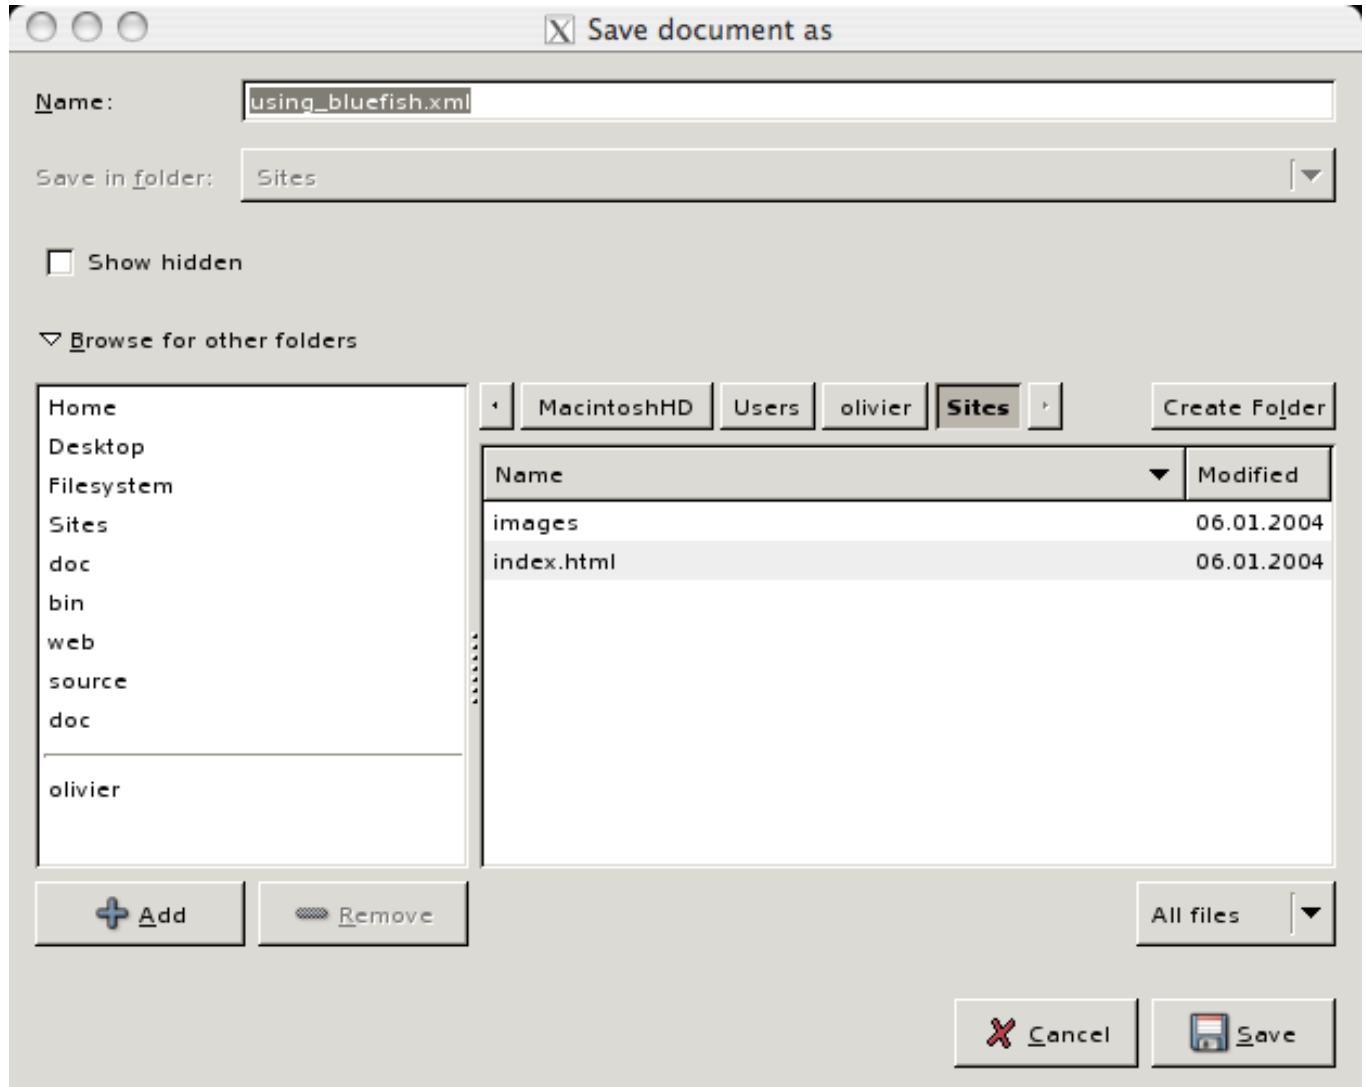 X Save document as
Name: using_bluefish.xml
Save in folder: Sites
Show hidden
Browse for other folders
Home
Desktop
Filesystem
Sites
doc
bin
web
source
doc
olivier
MacintoshHD Users olivier Sites Create Folder
Name Modified
images 06.01.2004
index.html 06.01.2004
Add Remove All files
Cancel Save